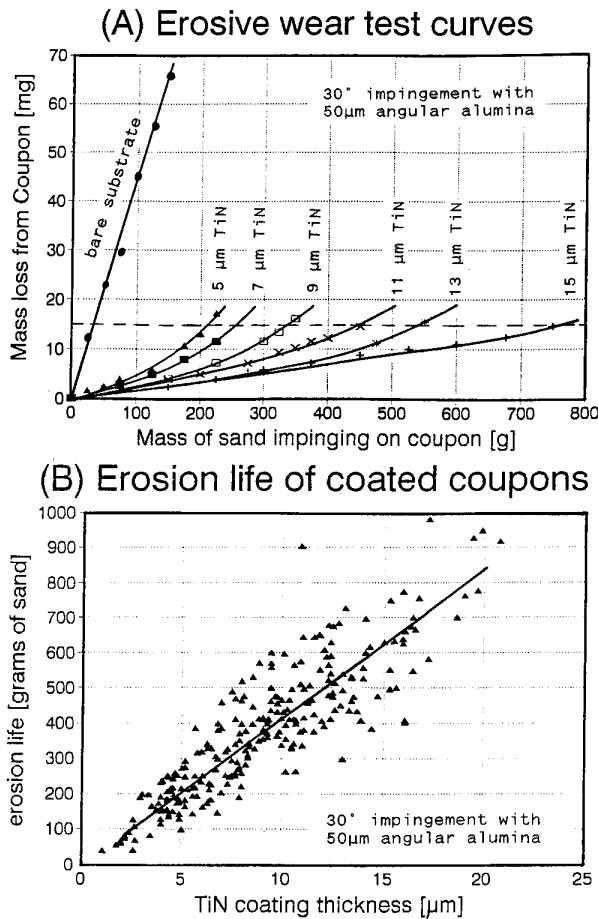 (A) Erosive wear test curves
Mass loss from Coupon [mg]
70
60
50
40
30
20
10
0
30° impingement with
50µm angular alumina
bare substrate
5 µm TiN
7 µm TiN
9 µm TiN
11 µm TiN
13 µm TiN
15 µm TiN
0 100 200 300 400 500 600 700 800
Mass of sand impinging on coupon [g]
(B) Erosion life of coated coupons
erosion life [grams of sand]
1000
900
800
700
600
500
400
300
200
100
0
30° impingement with
50µm angular alumina
0 5 10 15 20 25
TiN coating thickness [µm]